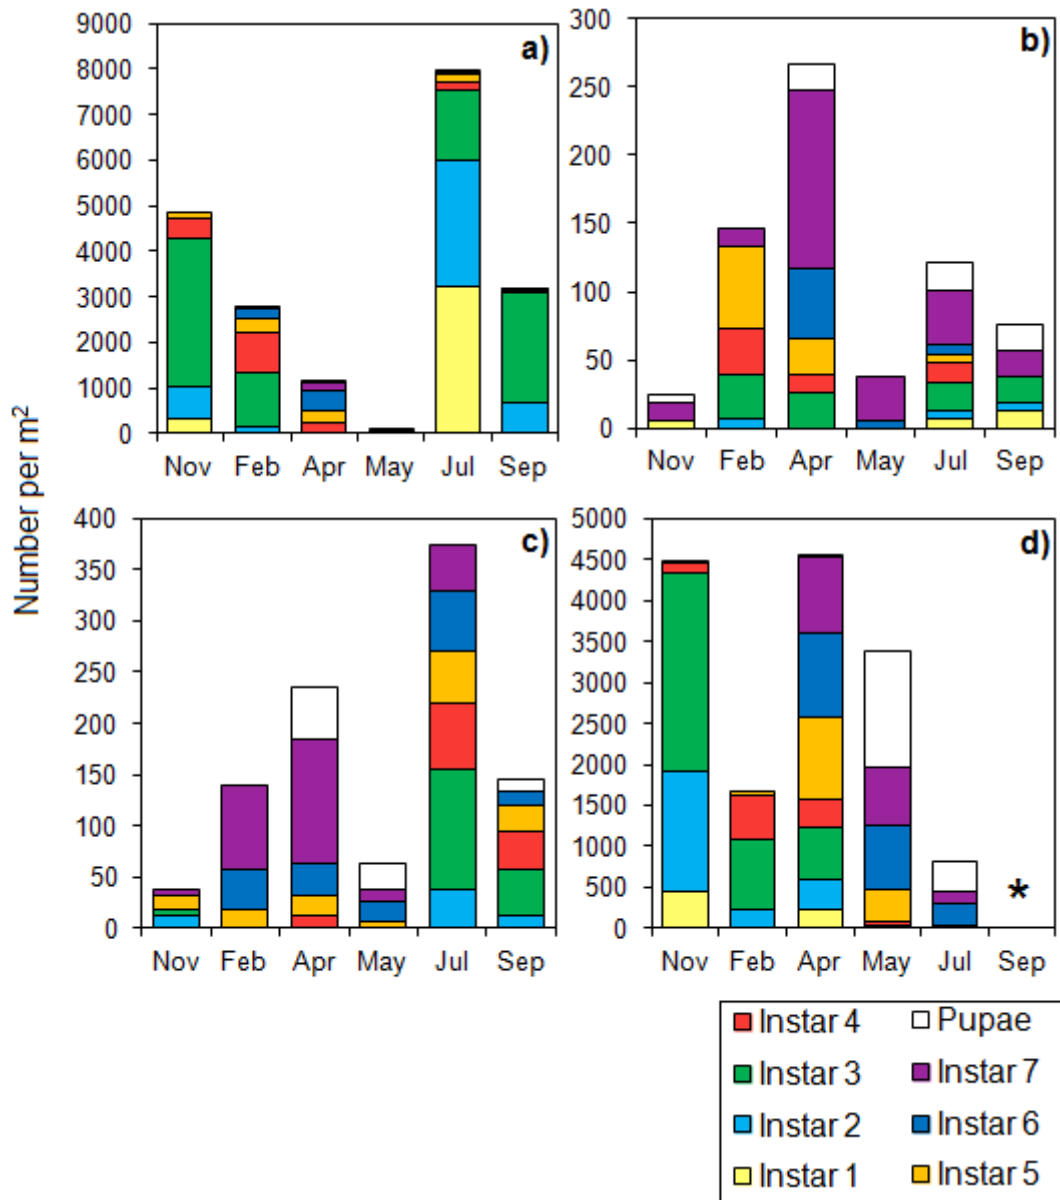 Number per m²
a)
9000
8000
7000
6000
5000
4000
3000
2000
1000
0
Nov Feb Apr May Jul Sep
b)
300
250
200
150
100
50
0
Nov Feb Apr May Jul Sep
c)
400
350
300
250
200
150
100
50
0
Nov Feb Apr May Jul Sep
d)
5000
4500
4000
3500
3000
2500
2000
1500
1000
500
0
*
Nov Feb Apr May Jul Sep
Instar 4 Pupae
Instar 3 Instar 7
Instar 2 Instar 6
Instar 1 Instar 5